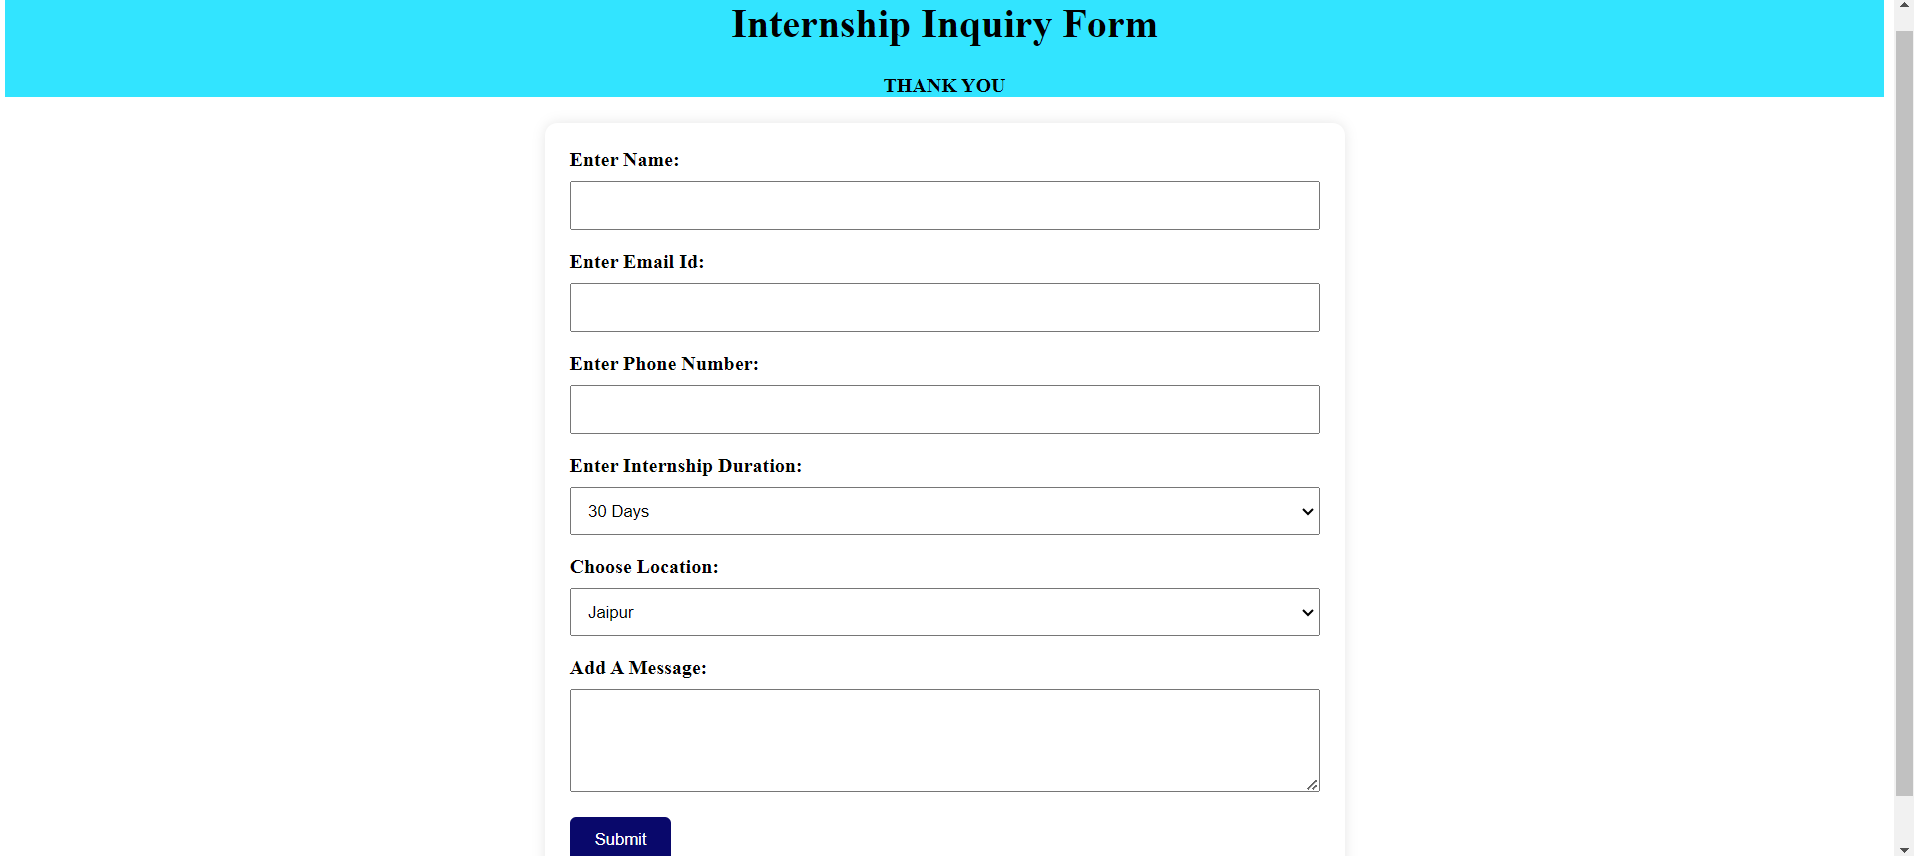 Internship Inquiry Form
THANK YOU
Enter Name:
Enter Email Id:
Enter Phone Number:
Enter Internship Duration:
30 Days
Choose Location:
Jaipur
Add A Message:
Submit